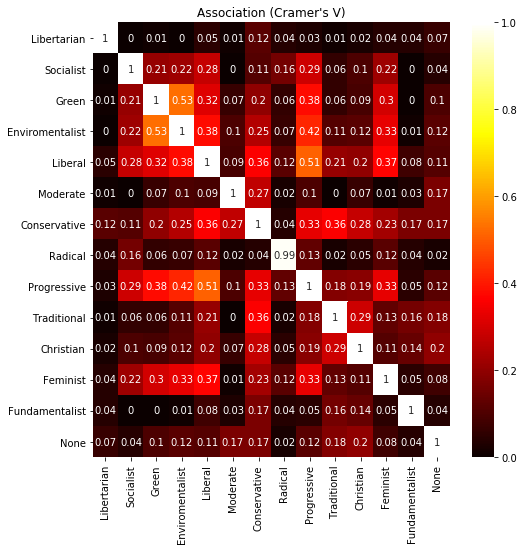 Association (Cramer's V)
Libertarian 1 0 0.01 0 0.05 0.01 0.12 0.04 0.03 0.01 0.02 0.04 0.04 0.07
Socialist 0 1 0.21 0.22 0.28 0 0.11 0.16 0.29 0.06 0.1 0.22 0 0.04
Green 0.01 0.21 1 0.53 0.32 0.07 0.2 0.06 0.38 0.06 0.09 0.3 0 0.1
Enviromentalist 0 0.22 0.53 1 0.38 0.1 0.25 0.07 0.42 0.11 0.12 0.33 0.01 0.12
Liberal 0.05 0.28 0.32 0.38 1 0.09 0.36 0.12 0.51 0.21 0.2 0.37 0.08 0.11
Moderate 0.01 0 0.07 0.1 0.09 1 0.27 0.02 0.1 0 0.07 0.01 0.03 0.17
Conservative 0.12 0.11 0.2 0.25 0.36 0.27 1 0.04 0.33 0.36 0.28 0.23 0.17 0.17
Radical 0.04 0.16 0.06 0.07 0.12 0.02 0.04 0.99 0.13 0.02 0.05 0.12 0.04 0.02
Progressive 0.03 0.29 0.38 0.42 0.51 0.1 0.33 0.13 1 0.18 0.19 0.33 0.05 0.12
Traditional 0.01 0.06 0.06 0.11 0.21 0 0.36 0.02 0.18 1 0.29 0.13 0.16 0.18
Christian 0.02 0.1 0.09 0.12 0.2 0.07 0.28 0.05 0.19 0.29 1 0.11 0.14 0.2
Feminist 0.04 0.22 0.3 0.33 0.37 0.01 0.23 0.12 0.33 0.13 0.11 1 0.05 0.08
Fundamentalist 0.04 0 0 0.01 0.08 0.03 0.17 0.04 0.05 0.16 0.14 0.05 1 0.04
None 0.07 0.04 0.1 0.12 0.11 0.17 0.17 0.02 0.12 0.18 0.2 0.08 0.04 1
Libertarian
Socialist
Green
Enviromentalist
Liberal
Moderate
Conservative
Radical
Progressive
Traditional
Christian
Feminist
Fundamentalist
None
1.0
0.8
0.6
0.4
0.2
0.0